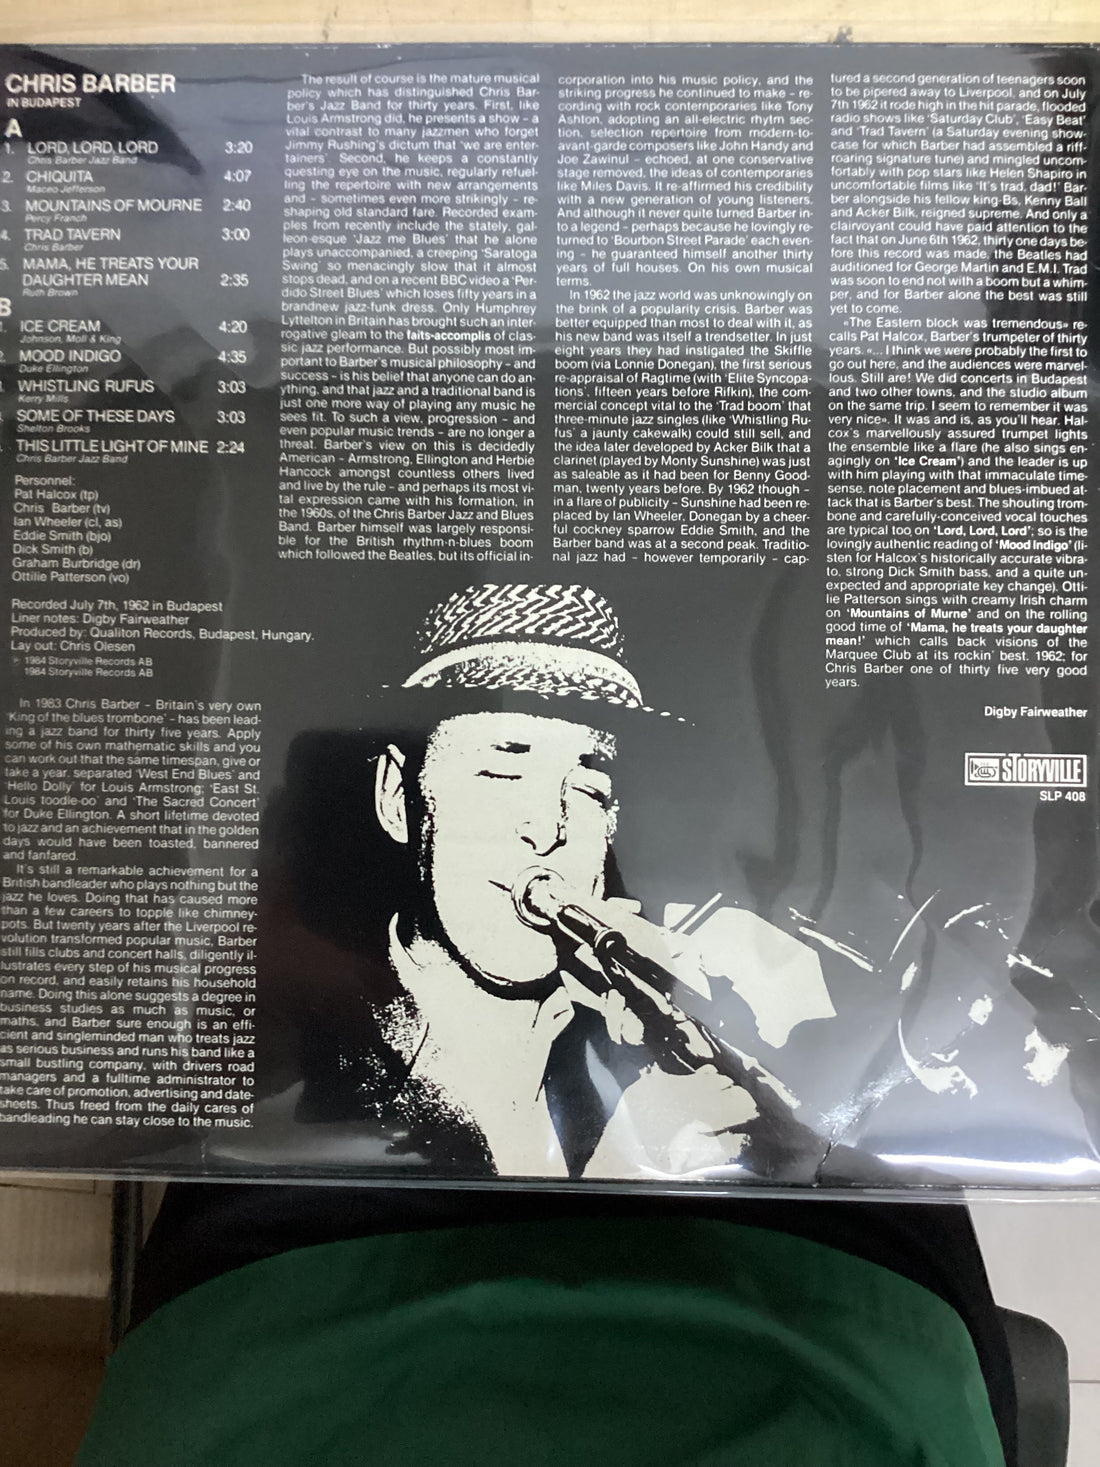 CHRIS BARBER
IN BUDAPEST
A
1. LORD, LORD, LORD 3:20
Chris Barber Jazz Band
2. CHIQUITA 4:07
Maceo Jefferson
3. MOUNTAINS OF MOURNE 2:40
Percy French
4. TRAD TAVERN 3:00
Chris Barber
5. MAMA, HE TREATS YOUR
DAUGHTER MEAN 2:35
Ruth Brown
B
ICE CREAM 4:20
Johnson, Moll & King
MOOD INDIGO 4:35
Duke Ellington
WHISTLING RUFUS 3:03
Kerry Mills
SOME OF THESE DAYS 3:03
Shelton Brooks
THIS LITTLE LIGHT OF MINE 2:24
Chris Barber Jazz Band
Personnel:
Pat Halcox (tp)
Chris Barber (tv)
Ian Wheeler (cl, as)
Eddie Smith (bjo)
Dick Smith (b)
Graham Burbridge (dr)
Ottilie Patterson (vo)
Recorded July 7th, 1962 in Budapest
Liner notes: Digby Fairweather
Produced by: Qualiton Records, Budapest, Hungary.
Lay out: Chris Olesen
℗ 1984 Storyville Records AB
1984 Storyville Records AB
In 1983 Chris Barber – Britain's very own
'King of the blues trombone' – has been lead-
ing a jazz band for thirty five years. Apply
some of his own mathematic skills and you
can work out that the same timespan, give or
take a year, separated 'West End Blues' and
'Hello Dolly' for Louis Armstrong; 'East St.
Louis toodle-oo' and 'The Sacred Concert'
for Duke Ellington. A short lifetime devoted
to jazz and an achievement that in the golden
days would have been toasted, bannered
and fanfared.
It's still a remarkable achievement for a
British bandleader who plays nothing but the
jazz he loves. Doing that has caused more
than a few careers to topple like chimney-
pots. But twenty years after the Liverpool re-
volution transformed popular music, Barber
still fills clubs and concert halls, diligently il-
lustrates every step of his musical progress
on record, and easily retains his household
name. Doing this alone suggests a degree in
business studies as much as music, or
maths, and Barber sure enough is an effi-
cient and singleminded man who treats jazz
as serious business and runs his band like a
small bustling company, with drivers road
managers and a fulltime administrator to
take care of promotion, advertising and date-
sheets. Thus freed from the daily cares of
bandleading he can stay close to the music.
The result of course is the mature musical
policy which has distinguished Chris Bar-
ber's Jazz Band for thirty years. First, like
Louis Armstrong did, he presents a show – a
vital contrast to many jazzmen who forget
Jimmy Rushing's dictum that 'we are enter-
tainers'. Second, he keeps a constantly
questing eye on the music, regularly refuel-
ling the repertoire with new arrangements
and – sometimes even more strikingly – re-
shaping old standard fare. Recorded exam-
ples from recently include the stately, gal-
leon-esque 'Jazz me Blues' that he alone
plays unaccompanied, a creeping 'Saratoga
Swing' so menacingly slow that it almost
stops dead, and on a recent BBC video a 'Per-
dido Street Blues' which loses fifty years in a
brandnew jazz-funk dress. Only Humphrey
Lyttelton in Britain has brought such an inter-
rogative gleam to the faits-accomplis of clas-
sic jazz performance. But possibly most im-
portant to Barber's musical philosophy – and
success – is his belief that anyone can do an-
ything, and that jazz and a traditional band is
just one more way of playing any music he
sees fit. To such a view, progression – and
even popular music trends – are no longer a
threat. Barber's view on this is decidedly
American – Armstrong, Ellington and Herbie
Hancock amongst countless others lived
and live by the rule – and perhaps its most vi-
tal expression came with his formation, in
the 1960s, of the Chris Barber Jazz and Blues
Band. Barber himself was largely responsi-
ble for the British rhythm-n-blues boom
which followed the Beatles, but its official in-
corporation into his music policy, and the
striking progress he continued to make – re-
cording with rock contemporaries like Tony
Ashton, adopting an all-electric rhytm sec-
tion, selection repertoire from modern-to-
avant-garde composers like John Handy and
Joe Zawinul – echoed, at one conservative
stage removed, the ideas of contemporaries
like Miles Davis. It re-affirmed his credibility
with a new generation of young listeners.
And although it never quite turned Barber in-
to a legend – perhaps because he lovingly re-
turned to 'Bourbon Street Parade' each even-
ing – he guaranteed himself another thirty
years of full houses. On his own musical
terms.
In 1962 the jazz world was unknowingly on
the brink of a popularity crisis. Barber was
better equipped than most to deal with it, as
his new band was itself a trendsetter. In just
eight years they had instigated the Skiffle
boom (via Lonnie Donegan), the first serious
re-appraisal of Ragtime (with 'Elite Syncopa-
tions', fifteen years before Rifkin), the com-
mercial concept vital to the 'Trad boom' that
three-minute jazz singles (like 'Whistling Ru-
fus' a jaunty cakewalk) could still sell, and
the idea later developed by Acker Bilk that a
clarinet (played by Monty Sunshine) was just
as saleable as it had been for Benny Good-
man, twenty years before. By 1962 though –
in a flare of publicity – Sunshine had been re-
placed by Ian Wheeler, Donegan by a cheer-
ful cockney sparrow Eddie Smith, and the
Barber band was at a second peak. Traditio-
nal jazz had – however temporarily – cap-
tured a second generation of teenagers soon
to be pipered away to Liverpool, and on July
7th 1962 it rode high in the hit parade, flooded
radio shows like 'Saturday Club', 'Easy Beat'
and 'Trad Tavern' (a Saturday evening show-
case for which Barber had assembled a riff-
roaring signature tune) and mingled uncom-
fortably with pop stars like Helen Shapiro in
uncomfortable films like 'It's trad, dad!' Bar-
ber alongside his fellow king-Bs, Kenny Ball
and Acker Bilk, reigned supreme. And only a
clairvoyant could have paid attention to the
fact that on June 6th 1962, thirty one days be-
fore this record was made, the Beatles had
auditioned for George Martin and E.M.I. Trad
was soon to end not with a boom but a whim-
per, and for Barber alone the best was still
yet to come.
«The Eastern block was tremendous» re-
calls Pat Halcox, Barber's trumpeter of thirty
years. «... I think we were probably the first to
go out here, and the audiences were marvel-
lous. Still are! We did concerts in Budapest
and two other towns, and the studio album
on the same trip. I seem to remember it was
very nice». It was and is, as you'll hear. Hal-
cox's marvellously assured trumpet lights
the ensemble like a flare (he also sings en-
agingly on 'Ice Cream') and the leader is up
with him playing with that immaculate time-
sense, note placement and blues-imbued at-
tack that is Barber's best. The shouting trom-
bone and carefully-conceived vocal touches
are typical too on 'Lord, Lord, Lord'; so is the
lovingly authentic reading of 'Mood Indigo' (li-
sten for Halcox's historically accurate vibra-
to, strong Dick Smith bass, and a quite un-
expected and appropriate key change). Otti-
lie Patterson sings with creamy Irish charm
on 'Mountains of Murne' and on the rolling
good time of 'Mama, he treats your daughter
mean!' which calls back visions of the
Marquee Club at its rockin' best. 1962; for
Chris Barber one of thirty five very good
years.
Digby Fairweather
STORYVILLE
SLP 408